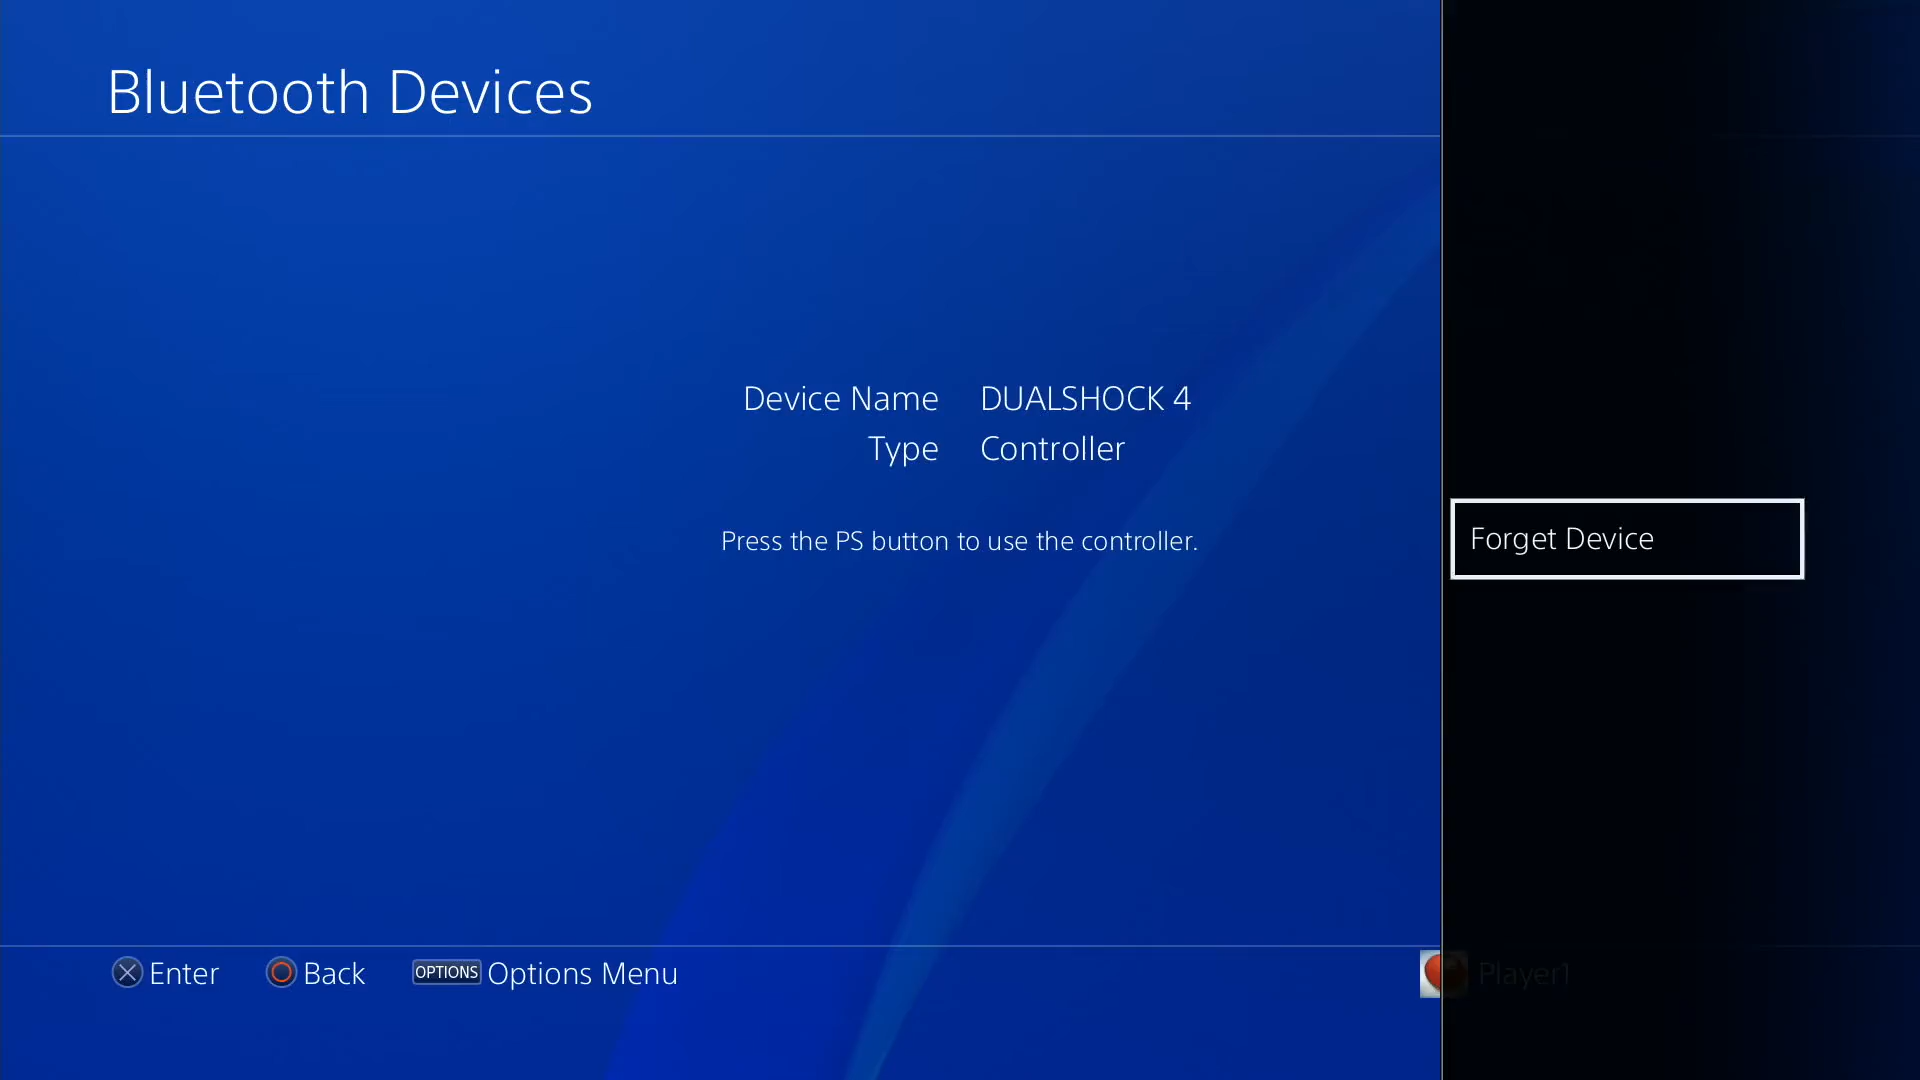 Bluetooth Devices
Device Name DUALSHOCK 4
Type Controller
Press the PS button to use the controller.
Forget Device
Enter Back OPTIONS Options Menu Player1